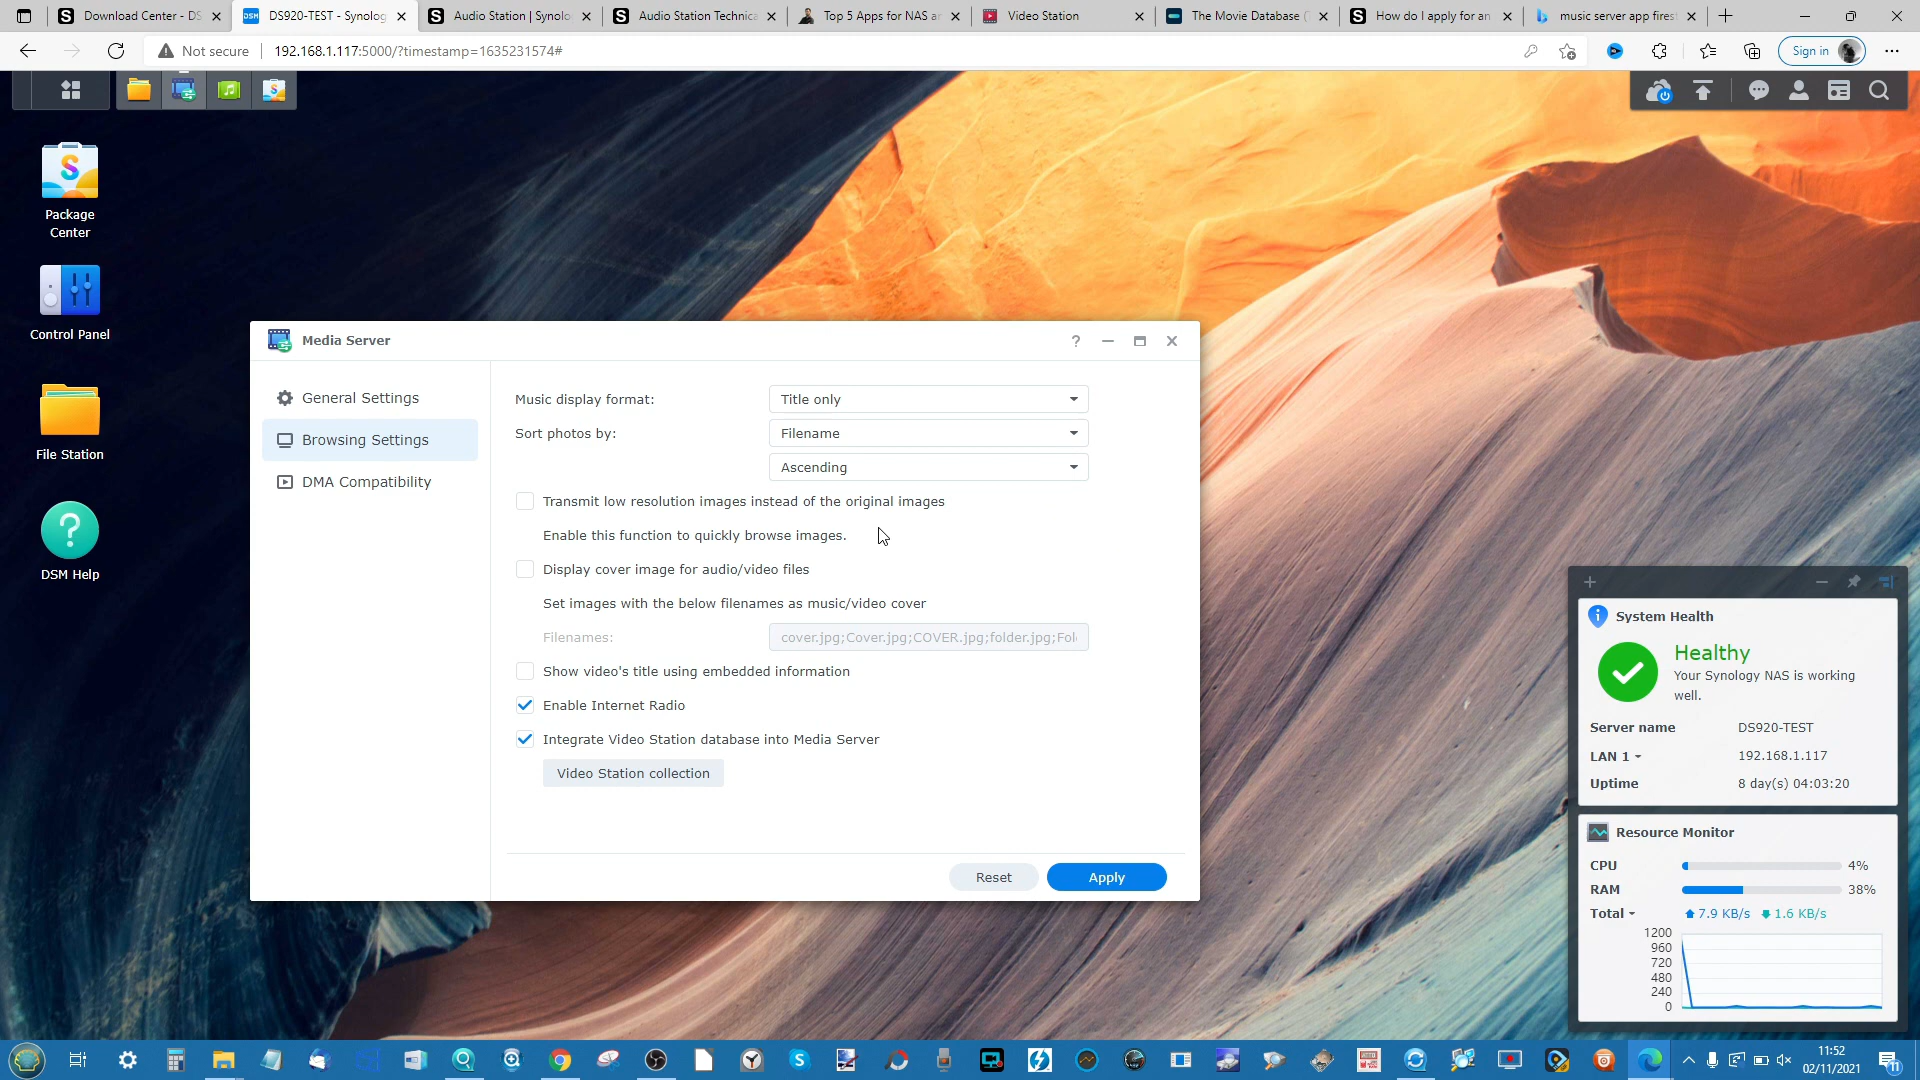 Download Center - DS
DS920-TEST - Synolog
Audio Station | Synolo
Audio Station Technica
Top 5 Apps for NAS ar
Video Station
The Movie Database (
How do I apply for an
music server app fires
Not secure
192.168.1.117:5000/?timestamp=1635231574#
Sign in
Package
Center
Control Panel
File Station
DSM Help
Media Server
General Settings
Browsing Settings
DMA Compatibility
Music display format:
Title only
Sort photos by:
Filename
Ascending
Transmit low resolution images instead of the original images
Enable this function to quickly browse images.
Display cover image for audio/video files
Set images with the below filenames as music/video cover
Filenames:
cover.jpg;Cover.jpg;COVER.jpg;folder.jpg;Fol
Show video's title using embedded information
Enable Internet Radio
Integrate Video Station database into Media Server
Video Station collection
Reset
Apply
System Health
Healthy
Your Synology NAS is working
well.
Server name DS920-TEST
LAN 1 192.168.1.117
Uptime 8 day(s) 04:03:20
Resource Monitor
CPU 4%
RAM 38%
Total 7.9 KB/s 1.6 KB/s
1200
960
720
480
240
0
11:52
02/11/2021
11